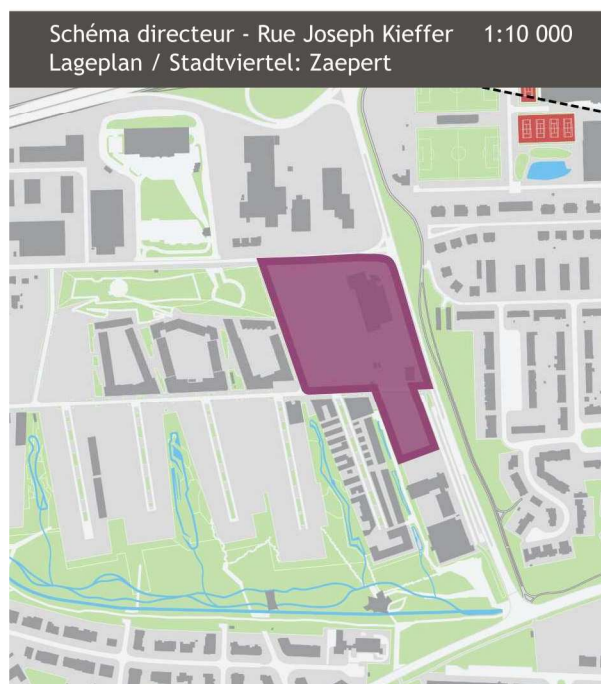 Schéma directeur - Rue Joseph Kieffer 1:10 000
Lageplan / Stadtviertel: Zaepert